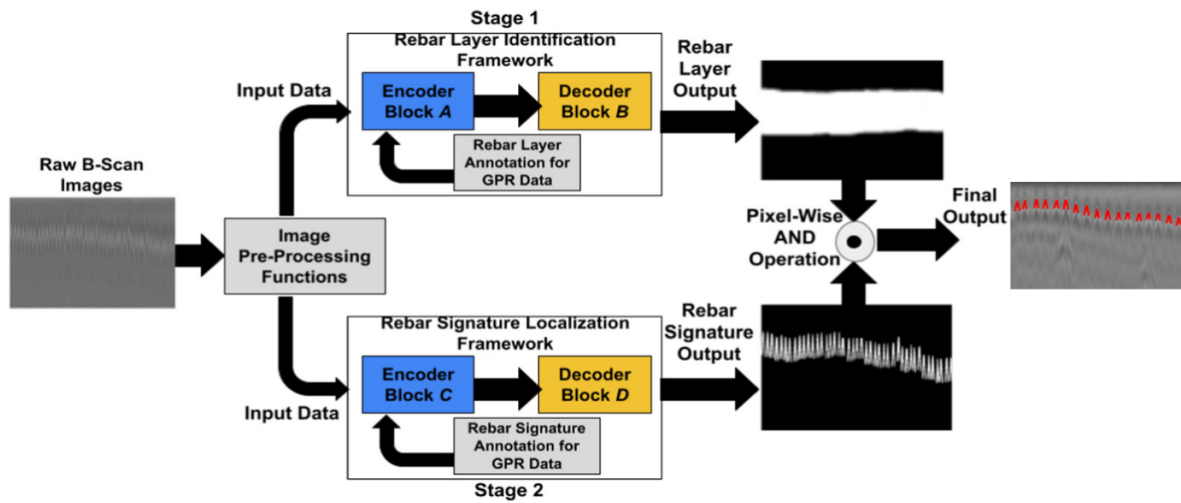 Stage 1
Rebar Layer Identification
Framework
Input Data
Encoder
Block A
Decoder
Block B
Rebar Layer
Annotation for
GPR Data
Rebar
Layer
Output
Raw B-Scan
Images
Image
Pre-Processing
Functions
Pixel-Wise
AND
Operation
Final
Output
Rebar Signature Localization
Framework
Input Data
Encoder
Block C
Decoder
Block D
Rebar Signature
Annotation for
GPR Data
Rebar
Signature
Output
Stage 2